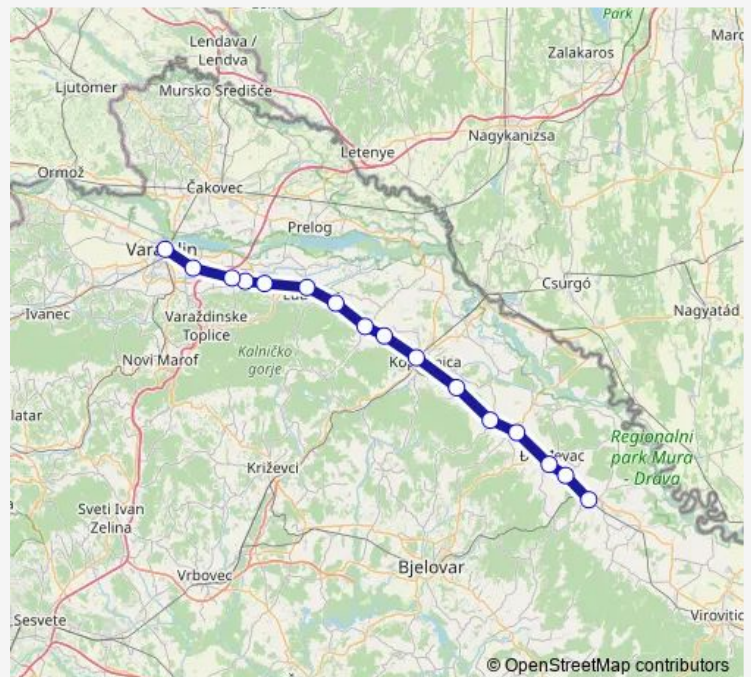 Park
Marc
Lendava /
Lendva
Zalakaros
Ljutomer
Mursko Središće
Nagykanizsa
Letenye
Ormož
Čakovec
Prelog
Csurgó
Nagyatád
Ivanec
Varaždinske
Toplice
Kalničko
gorje
Novi Marof
latar
Regionalni
park Mura
- Drava
Križevci
Sveti Ivan
Zelina
Vrbovec
Bjelovar
Sesvete
Virovitic
© OpenStreetMap contributors